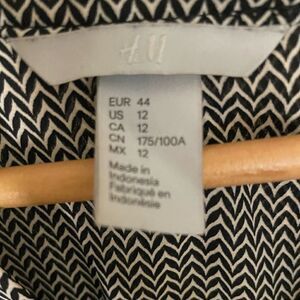 H&M
EUR 44
US 12
CA 12
CN 175/100A
MX 12
Made in
Indonesia
Fabriqué en
Indonésie